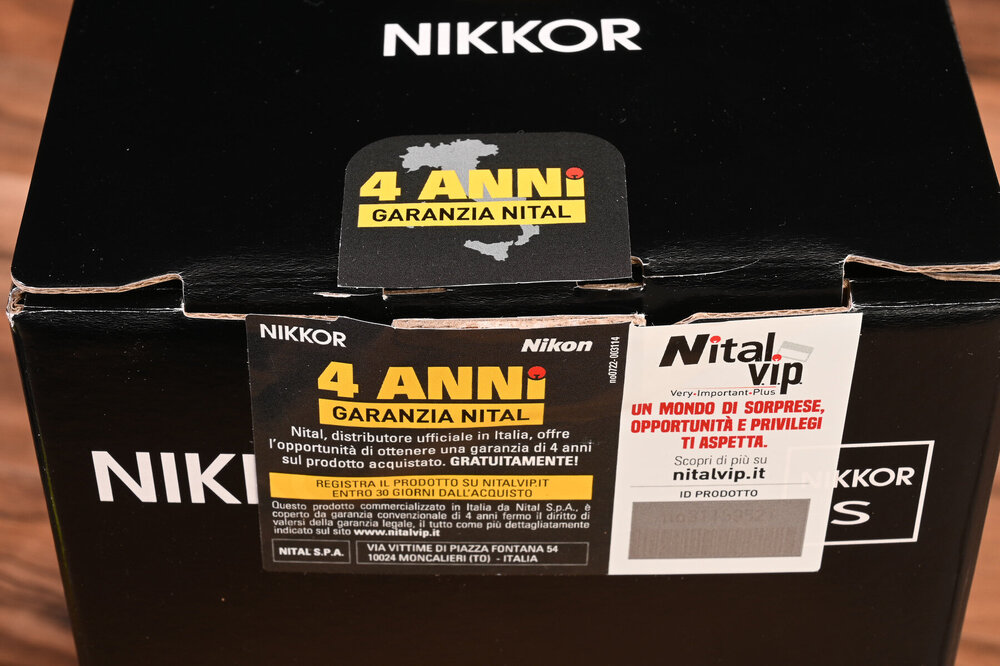 NIKKOR
4 ANNi
GARANZIA NITAL
NIKKOR
Nikon
4 ANNi
GARANZIA NITAL
Nital, distributore ufficiale in Italia, offre
l'opportunità di ottenere una garanzia di 4 anni
sul prodotto acquistato. GRATUITAMENTE!
REGISTRA IL PRODOTTO SU NITALVIP.IT
ENTRO 30 GIORNI DALL'ACQUISTO
Questo prodotto commercializzato in Italia da Nital S.p.A., è
coperto da garanzia convenzionale di 4 anni fermo il diritto di
valersi della garanzia legale, il tutto come più dettagliatamente
indicato sul sito www.nitalvip.it
NITAL S.P.A.
VIA VITTIME DI PIAZZA FONTANA 54
10024 MONCALIERI (TO) - ITALIA
no0722-003114
Nital
v.i.p.
Very-Important-Plus
UN MONDO DI SORPRESE,
OPPORTUNITÀ E PRIVILEGI
TI ASPETTA.
Scopri di più su
nitalvip.it
ID PRODOTTO
NIKKOR
S